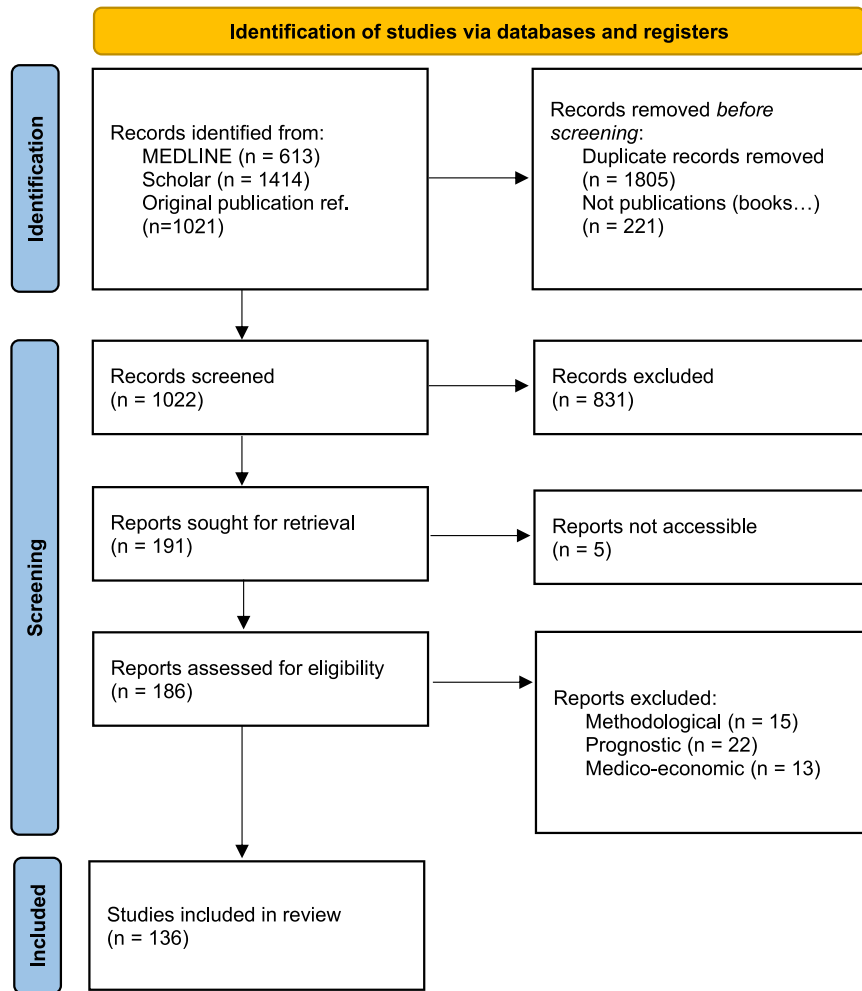 Identification of studies via databases and registers
Identification
Records identified from:
MEDLINE (n = 613)
Scholar (n = 1414)
Original publication ref.
(n=1021)
Records removed before
screening:
Duplicate records removed
(n = 1805)
Not publications (books…)
(n = 221)
Screening
Records screened
(n = 1022)
Records excluded
(n = 831)
Reports sought for retrieval
(n = 191)
Reports not accessible
(n = 5)
Reports assessed for eligibility
(n = 186)
Reports excluded:
Methodological (n = 15)
Prognostic (n = 22)
Medico-economic (n = 13)
Included
Studies included in review
(n = 136)